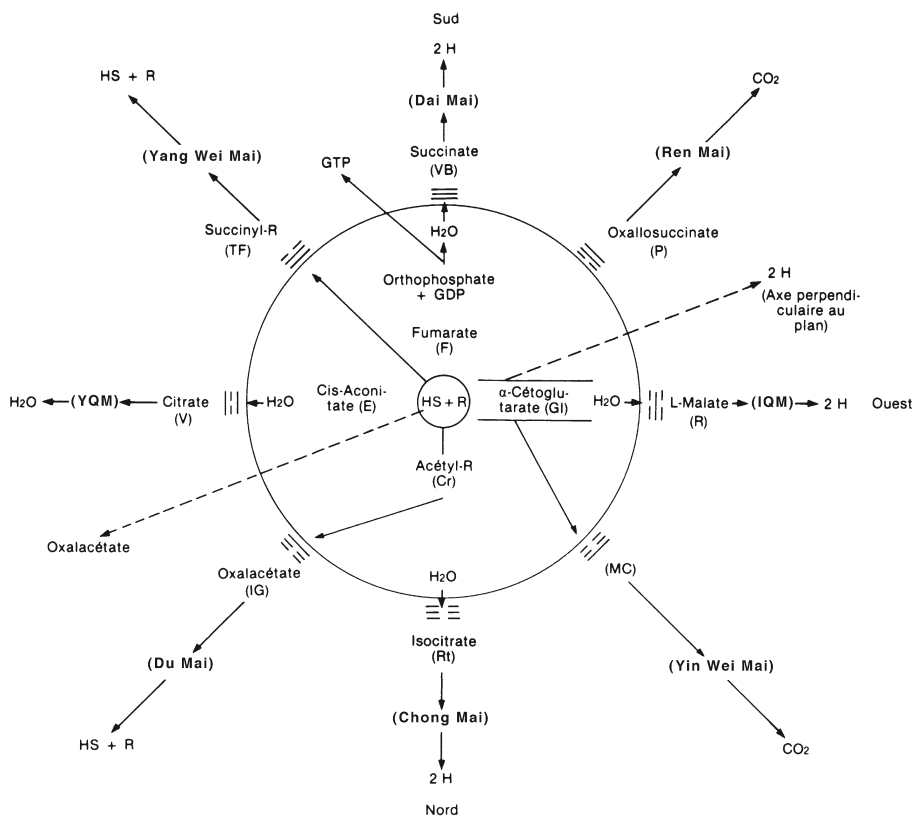 Sud
2 H
HS + R
CO2
(Dai Mai)
(Yang Wei Mai)
(Ren Mai)
GTP
Succinate
(VB)
Succinyl-R
(TF)
H2O
Oxallosuccinate
(P)
Orthophosphate
+ GDP
2 H
(Axe perpendi-
culaire au
plan)
Fumarate
(F)
H2O
(YQM)
Citrate
(V)
H2O
Cis-Aconi-
tate (E)
HS + R
α-Cétoglu-
tarate (GI)
H2O
L-Malate
(R)
(IQM)
2 H
Ouest
Acétyl-R
(Cr)
Oxalacétate
Oxalacétate
(IG)
H2O
(MC)
Isocitrate
(Rt)
(Du Mai)
(Yin Wei Mai)
(Chong Mai)
HS + R
CO2
2 H
Nord